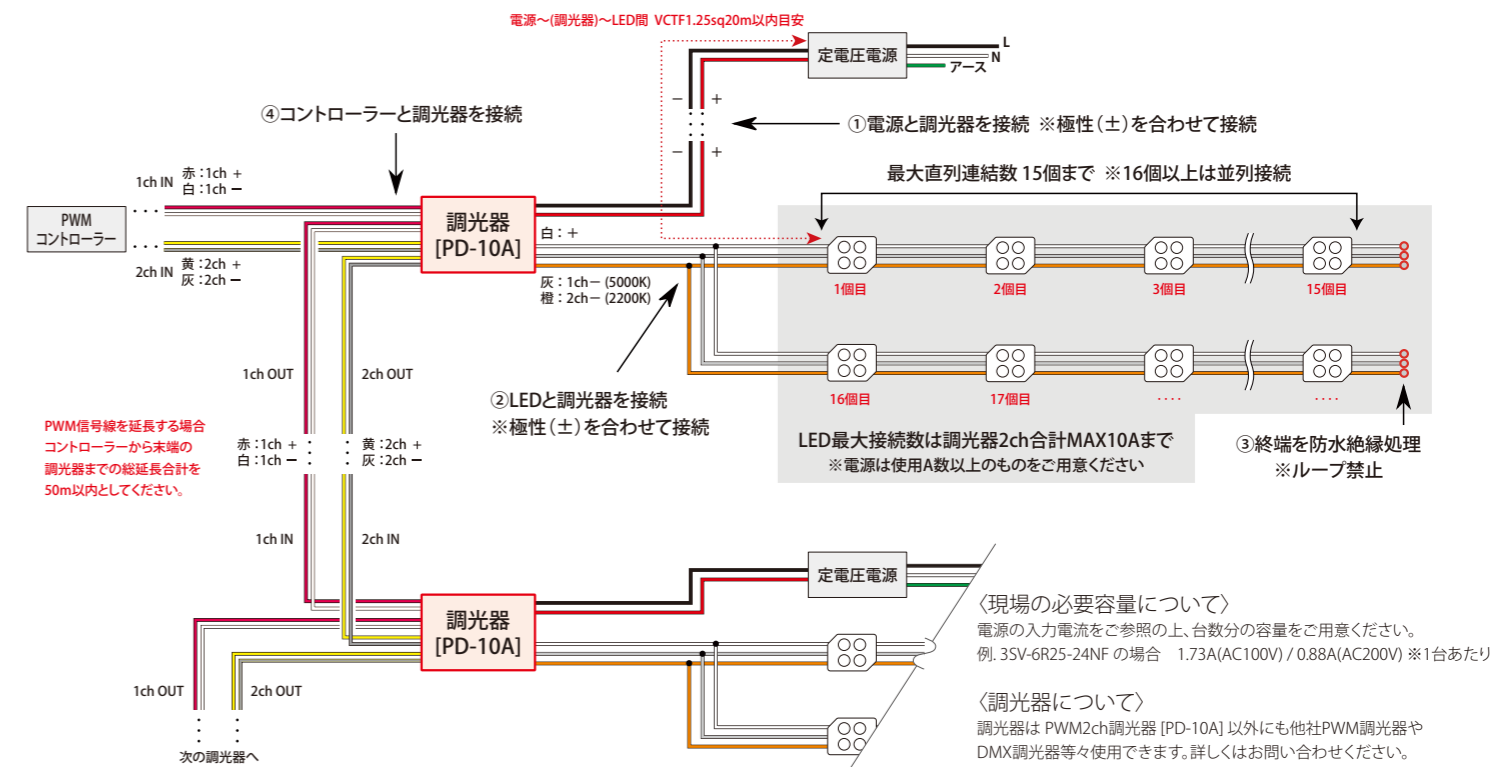 電源〜(調光器)〜LED間 VCTF1.25sq20m以内目安
定電圧電源
L
N
アース
④コントローラーと調光器を接続
− +
①電源と調光器を接続 ※極性(±)を合わせて接続
− +
最大直列連結数 15個まで ※16個以上は並列接続
1ch IN
赤:1ch +
白:1ch −
PWM
コントローラー
調光器
[PD-10A]
白:+
2ch IN
黄:2ch +
灰:2ch −
灰:1ch− (5000K)
橙:2ch− (2200K)
1個目
2個目
3個目
15個目
1ch OUT
2ch OUT
②LEDと調光器を接続
※極性(±)を合わせて接続
16個目
17個目
‥‥
‥‥
PWM信号線を延長する場合
コントローラーから末端の
調光器までの総延長合計を
50m以内としてください。
赤:1ch +
白:1ch −
黄:2ch +
灰:2ch −
LED最大接続数は調光器2ch合計MAX10Aまで
※電源は使用A数以上のものをご用意ください
③終端を防水絶縁処理
※ループ禁止
1ch IN
2ch IN
定電圧電源
調光器
[PD-10A]
1ch OUT
2ch OUT
次の調光器へ
〈現場の必要容量について〉
電源の入力電流をご参照の上、台数分の容量をご用意ください。
例. 3SV-6R25-24NF の場合 1.73A(AC100V) / 0.88A(AC200V) ※1台あたり
〈調光器について〉
調光器は PWM2ch調光器 [PD-10A] 以外にも他社PWM調光器や
DMX調光器等々使用できます。詳しくはお問い合わせください。